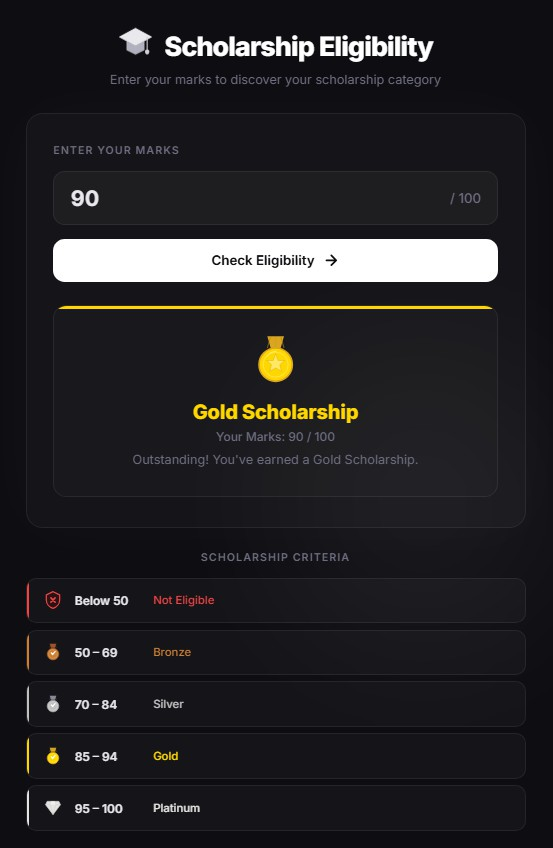 Scholarship Eligibility
Enter your marks to discover your scholarship category
ENTER YOUR MARKS
90 / 100
Check Eligibility →
Gold Scholarship
Your Marks: 90 / 100
Outstanding! You've earned a Gold Scholarship.
SCHOLARSHIP CRITERIA
Below 50 Not Eligible
50 – 69 Bronze
70 – 84 Silver
85 – 94 Gold
95 – 100 Platinum